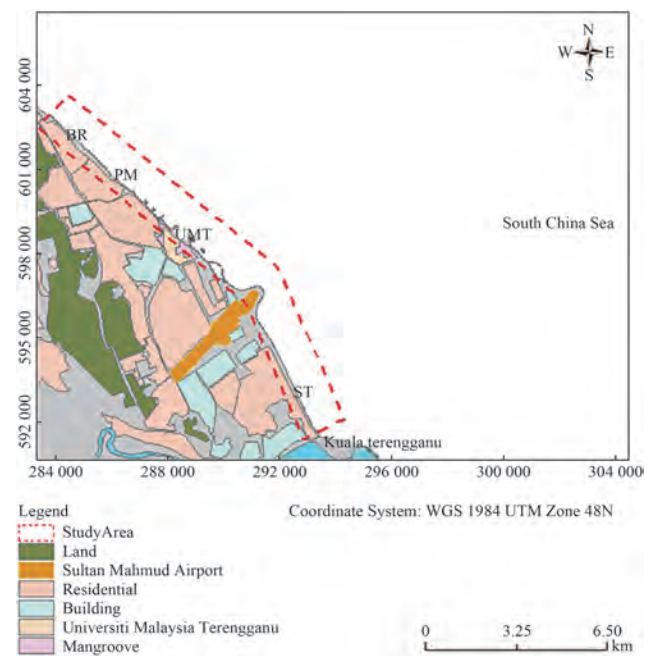 N
W E
S
604 000
601 000
598 000
595 000
592 000
BR
PM
UMT
South China Sea
ST
Kuala terengganu
284 000 288 000 292 000 296 000 300 000 304 000
Legend
Coordinate System: WGS 1984 UTM Zone 48N
StudyArea
Land
Sultan Mahmud Airport
Residential
Building
Universiti Malaysia Terengganu
Mangroove
0 3.25 6.50
km